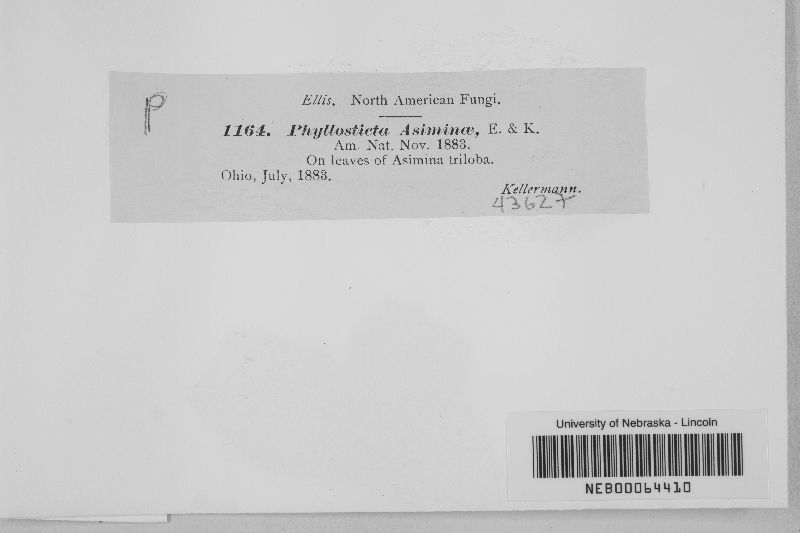 P
Ellis. North American Fungi.
1164. Phyllosticta Asiminæ, E. & K.
Am. Nat. Nov. 1883.
On leaves of Asimina triloba.
Ohio, July, 1883.
Kellermann.
43627
University of Nebraska - Lincoln
NEB00064410